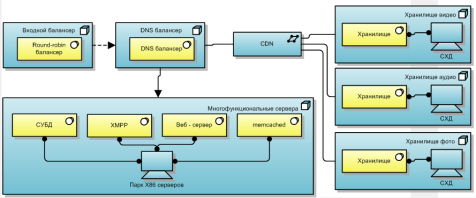 Входной балансер
Round-robin
балансер
DNS балансер
DNS балансер
CDN
Хранилище видео
Хранилище
СХД
Хранилище аудио
Хранилище
СХД
Хранилище фото
Хранилище
СХД
Многофункциональные сервера
СУБД
XMPP
Веб - сервер
memcached
Парк X86 серверов